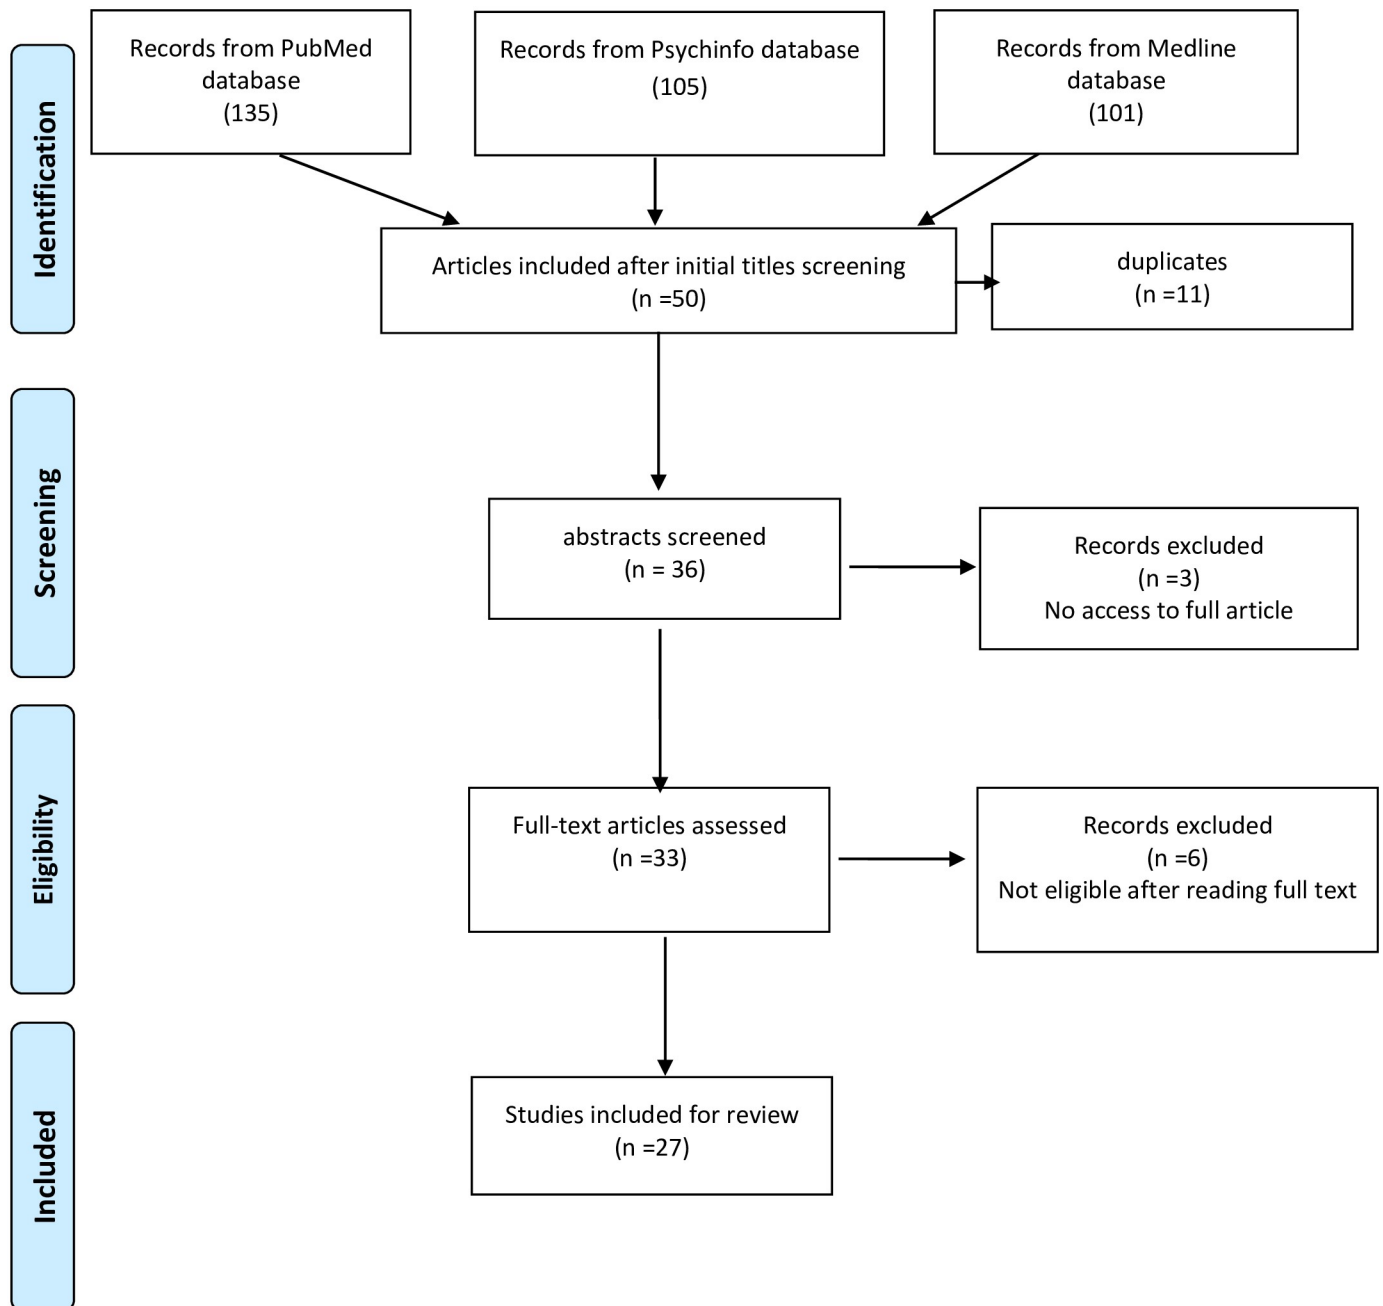 Identification
Records from PubMed
database
(135)
Records from Psychinfo database
(105)
Records from Medline
database
(101)
Articles included after initial titles screening
(n =50)
duplicates
(n =11)
Screening
abstracts screened
(n = 36)
Records excluded
(n =3)
No access to full article
Eligibility
Full-text articles assessed
(n =33)
Records excluded
(n =6)
Not eligible after reading full text
Included
Studies included for review
(n =27)